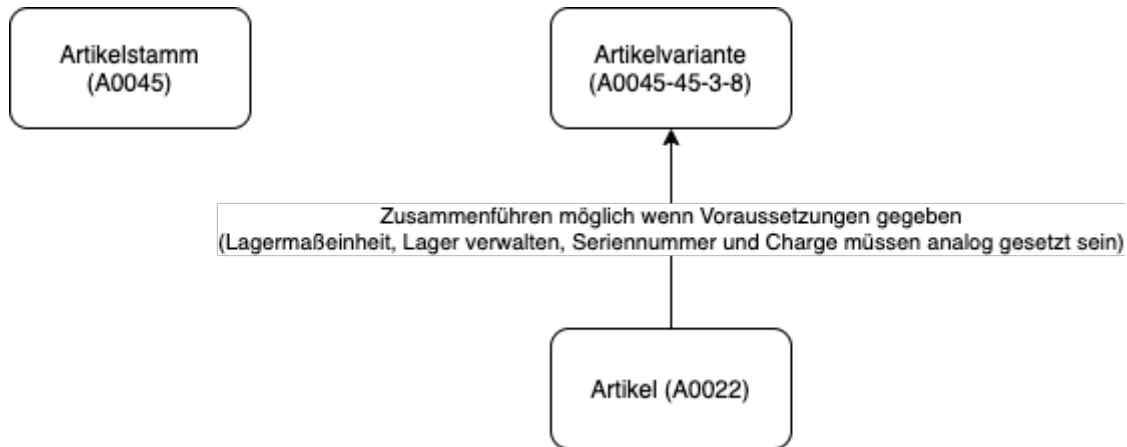 Artikelstamm
(A0045)
Artikelvariante
(A0045-45-3-8)
Zusammenführen möglich wenn Voraussetzungen gegeben
(Lagermaßeinheit, Lager verwalten, Seriennummer und Charge müssen analog gesetzt sein)
Artikel (A0022)